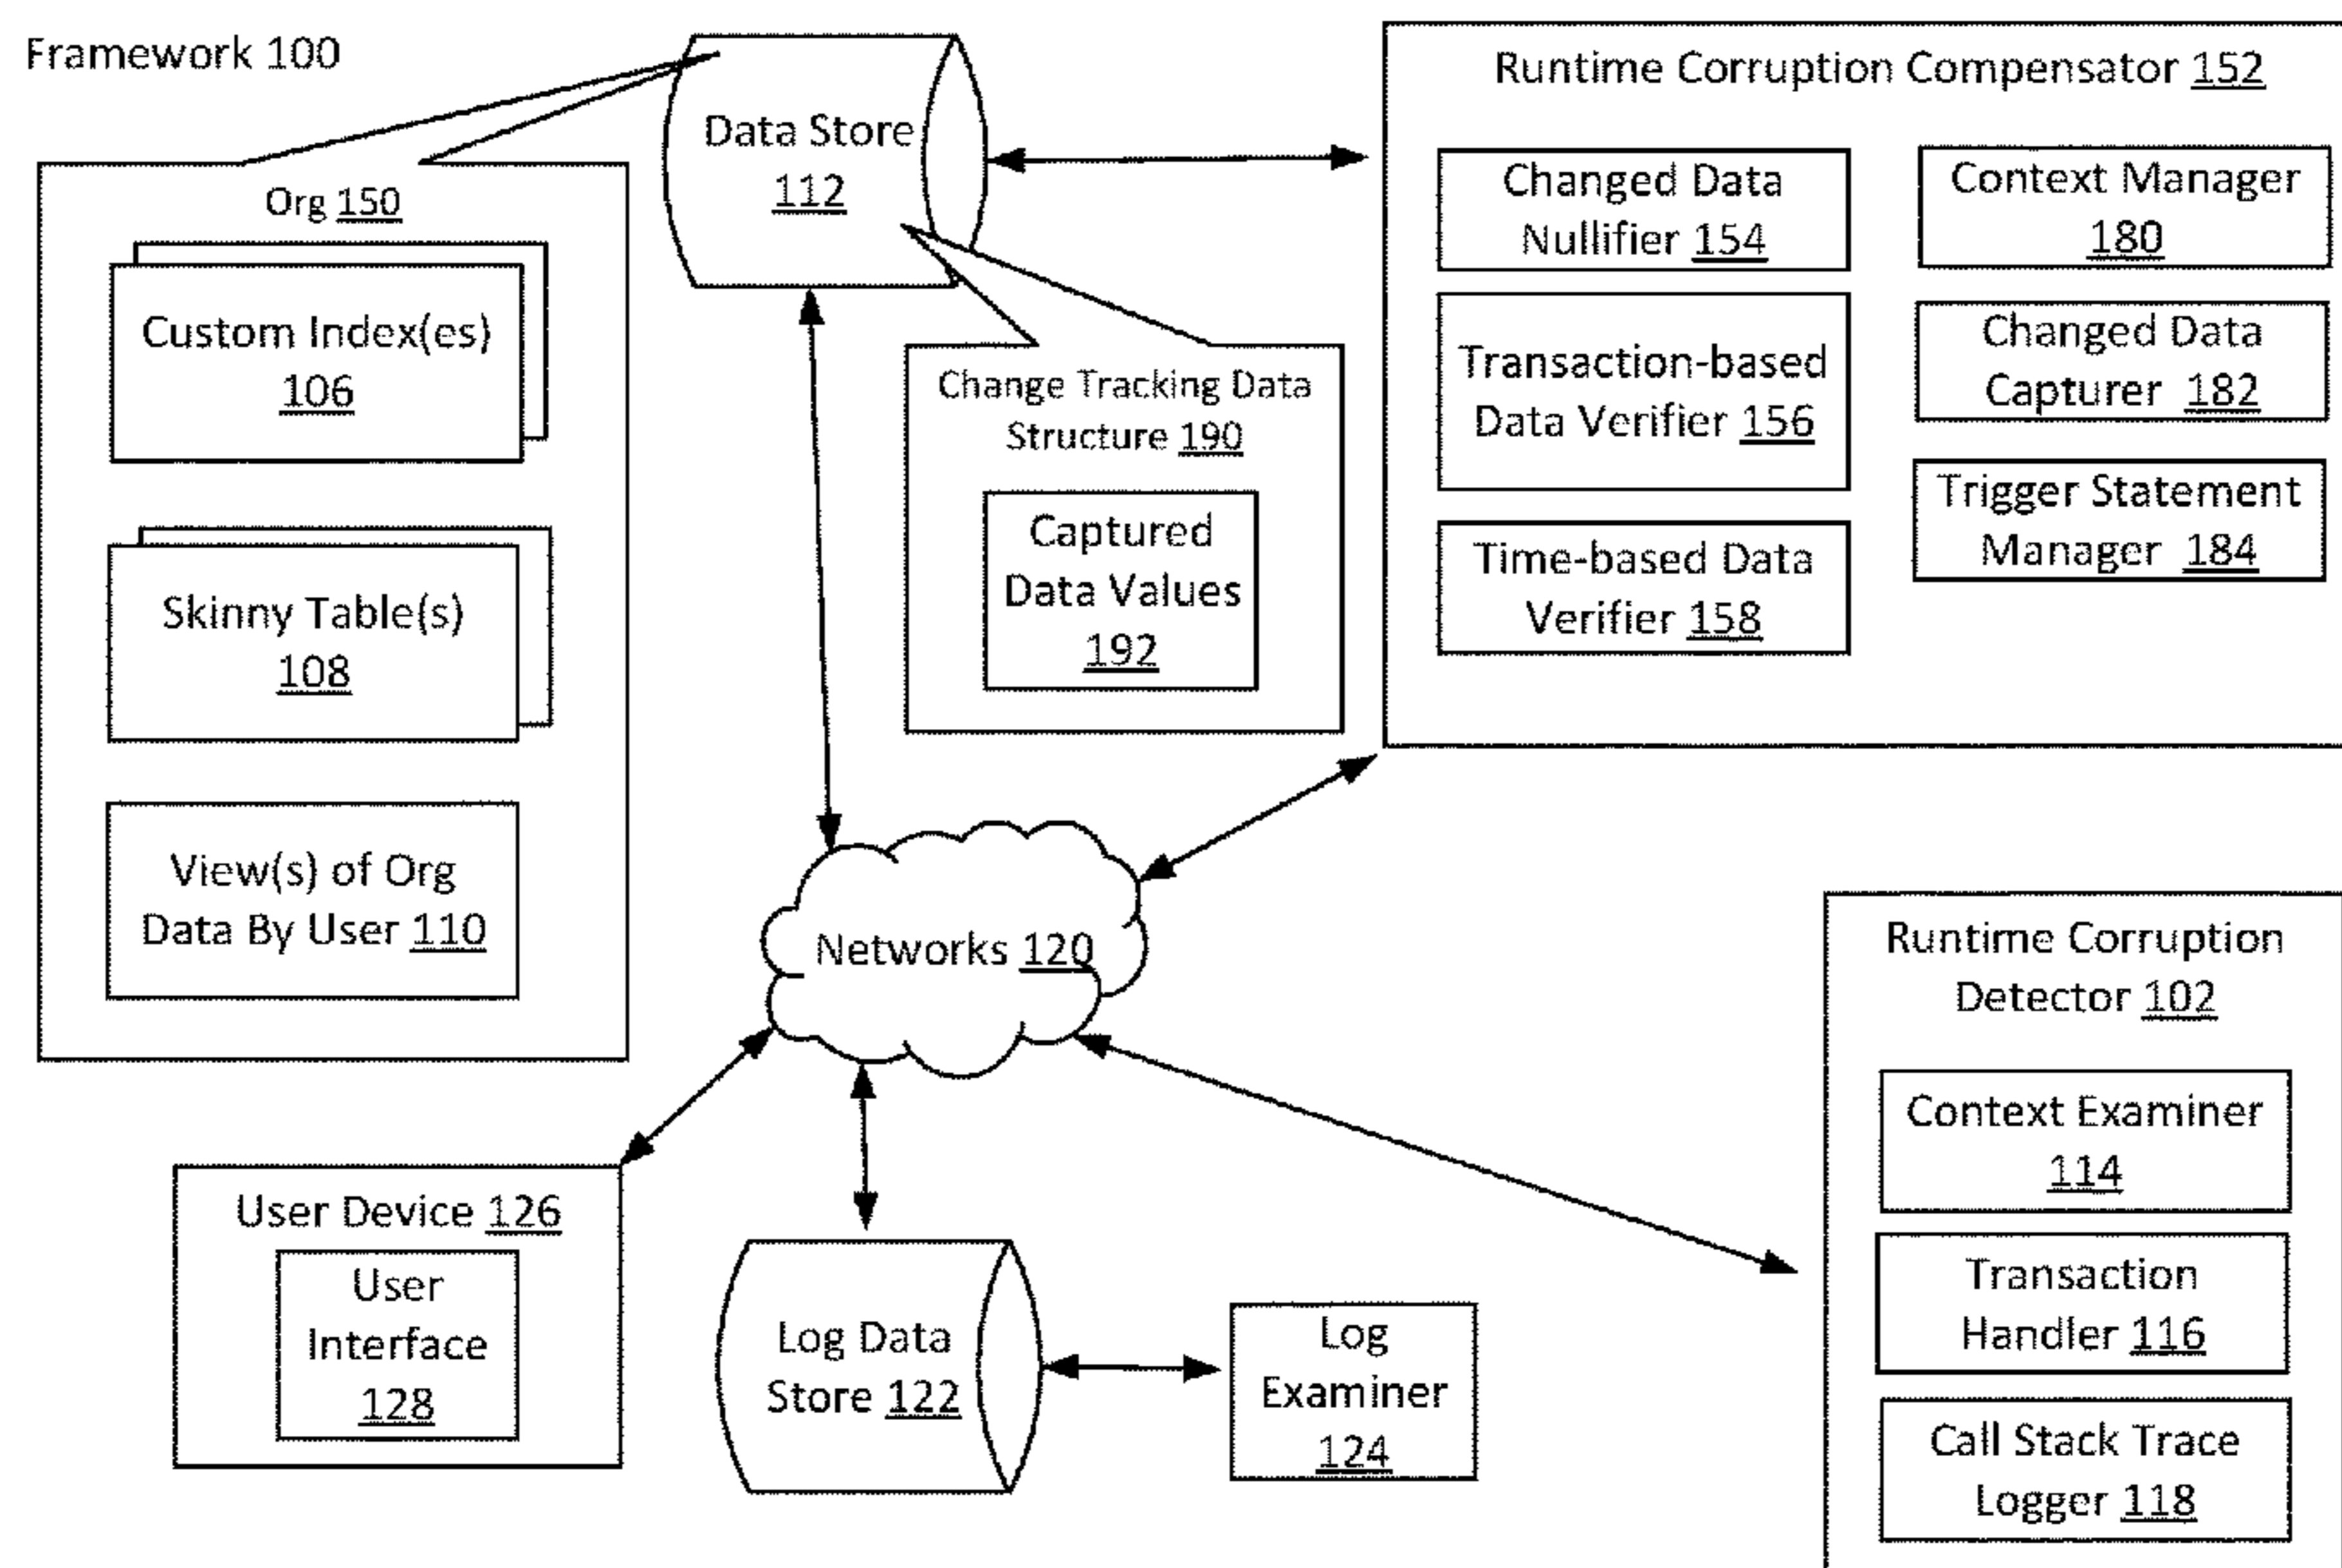 Framework 100
Data Store
112
Org 150
Custom Index(es)
106
Skinny Table(s)
108
View(s) of Org
Data By User 110
Change Tracking Data
Structure 190
Captured
Data Values
192
Runtime Corruption Compensator 152
Changed Data
Nullifier 154
Transaction-based
Data Verifier 156
Time-based Data
Verifier 158
Context Manager
180
Changed Data
Capturer 182
Trigger Statement
Manager 184
Networks 120
Runtime Corruption
Detector 102
Context Examiner
114
Transaction
Handler 116
Call Stack Trace
Logger 118
User Device 126
User
Interface
128
Log Data
Store 122
Log
Examiner
124